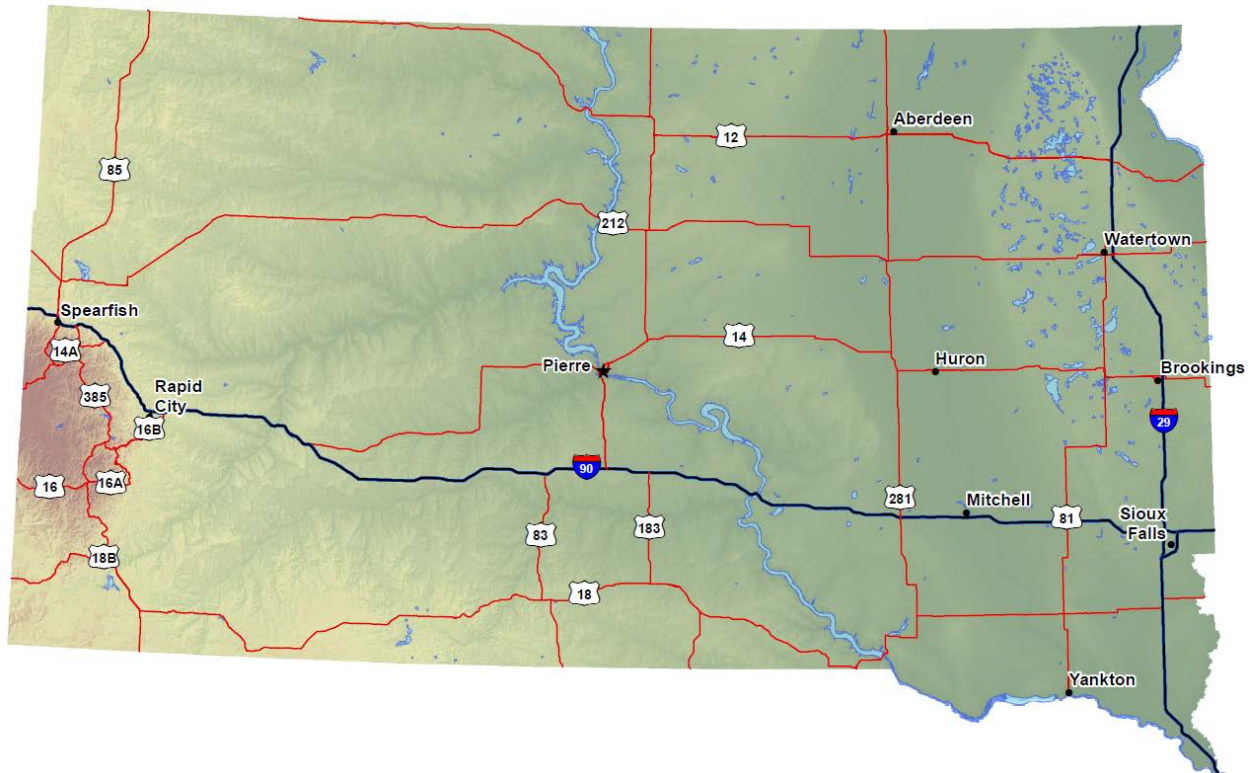 12
Aberdeen
85
212
Watertown
Spearfish
14
14A
Pierre
Huron
Brookings
Rapid
City
385
16B
29
90
16
16A
281
Mitchell
81
Sioux
Falls
83
183
18B
18
Yankton